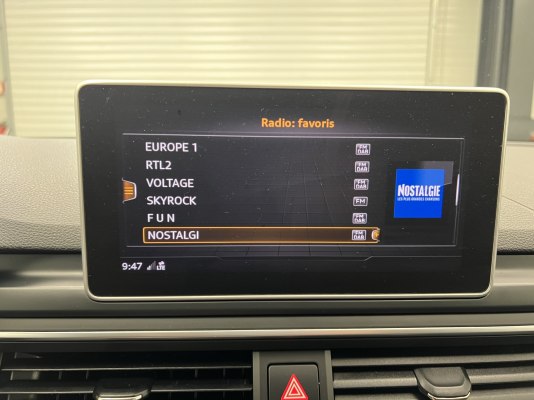 Radio: favoris
EUROPE 1 FM DAB
RTL2 FM DAB
VOLTAGE FM DAB
SKYROCK FM
F U N FM DAB
NOSTALGI FM DAB
NOSTALGIE
LES PLUS GRANDES CHANSONS
9:47 LTE